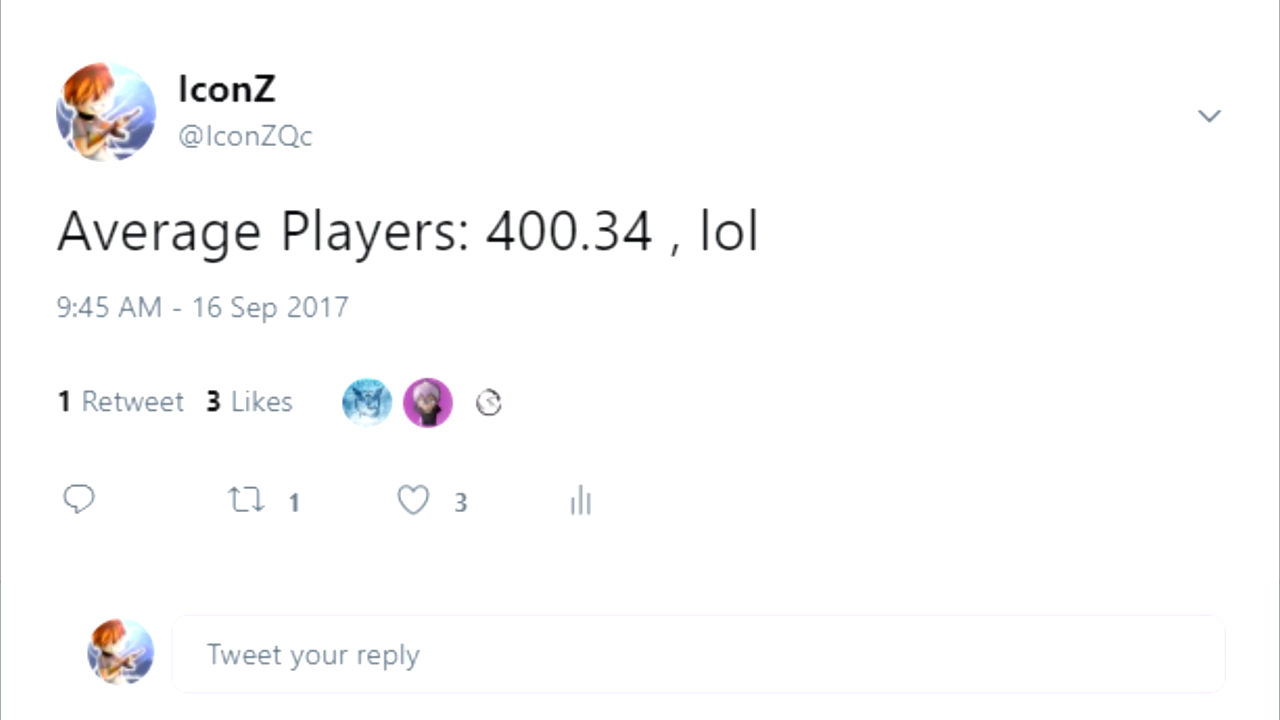 IconZ
@IconZQc
Average Players: 400.34 , lol
9:45 AM - 16 Sep 2017
1 Retweet 3 Likes
1 3
Tweet your reply